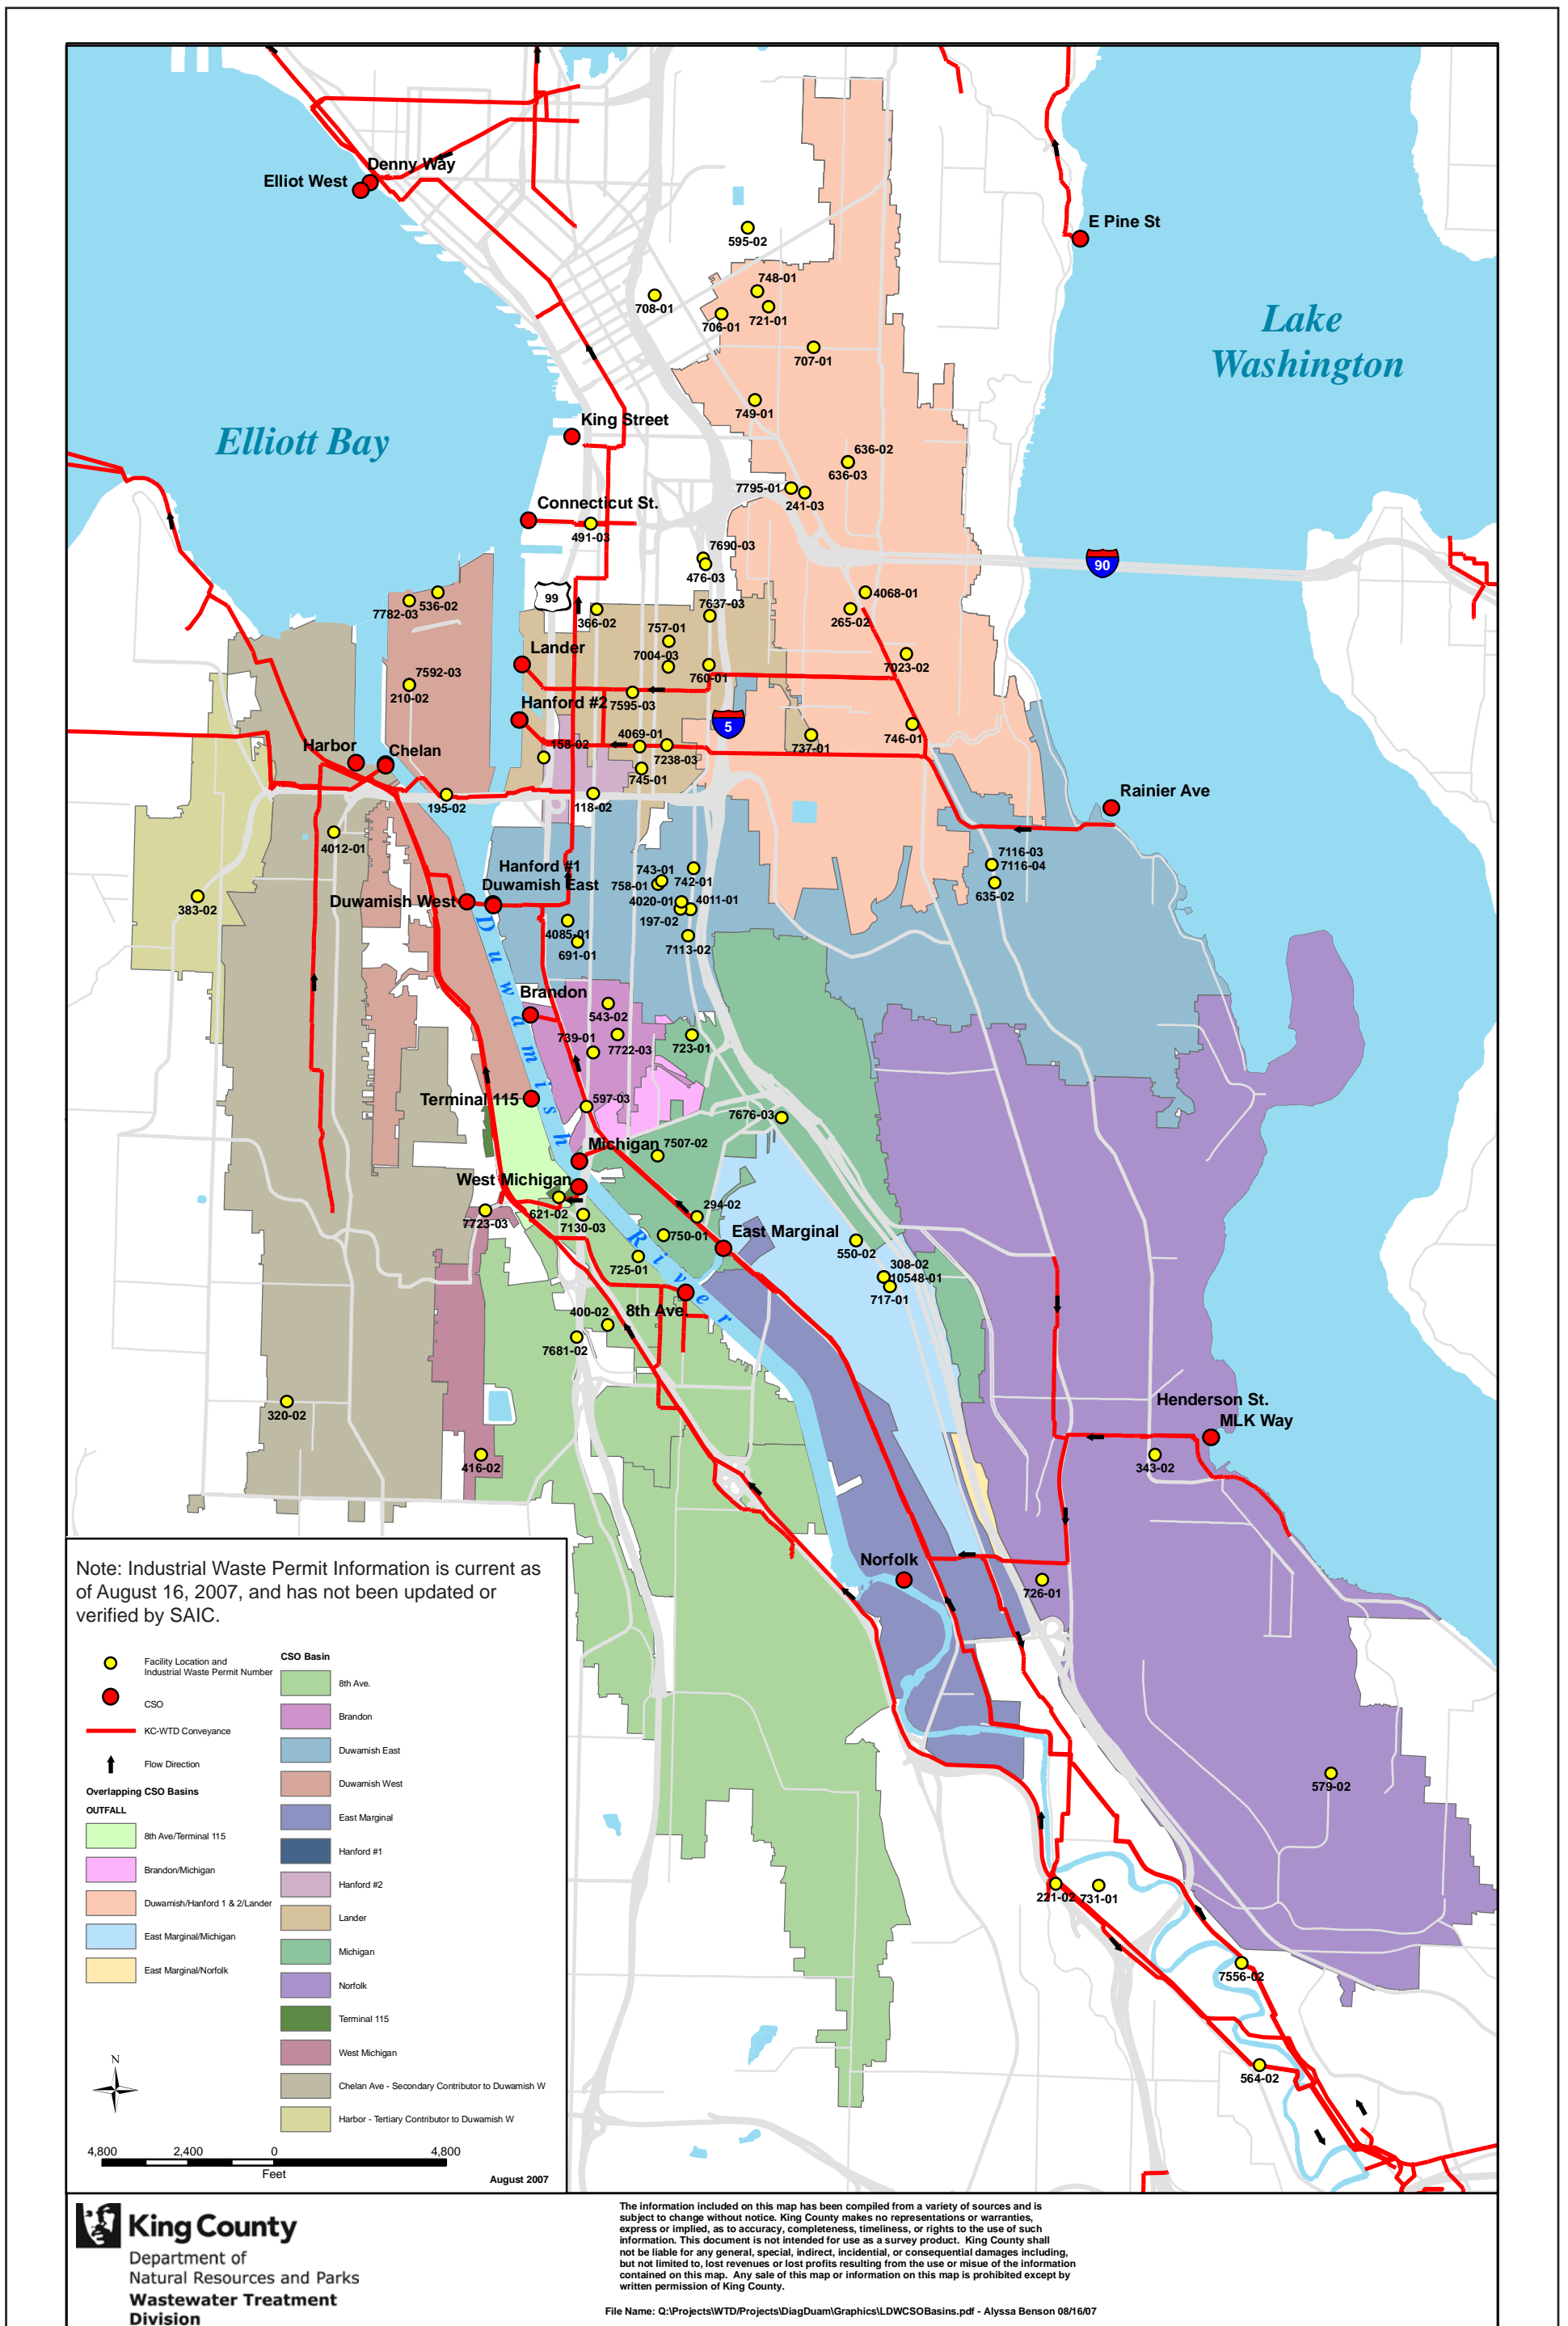 Denny Way
Elliot West
E Pine St
595-02
748-01
708-01
706-01
721-01
707-01
Lake
Washington
749-01
King Street
Elliott Bay
636-02
636-03
7795-01
241-03
Connecticut St.
491-03
7690-03
476-03
90
99
4068-01
265-02
7782-03
536-02
366-02
7637-03
757-01
Lander
7004-03
760-01
7023-02
7592-03
210-02
Hanford #2
7595-03
5
746-01
737-01
Harbor
Chelan
158-02
4069-01
7238-03
745-01
195-02
118-02
Rainier Ave
4012-01
383-02
Hanford #1
Duwamish East
Duwamish West
743-01
758-01
742-01
4020-01
4011-01
197-02
7113-02
7116-03
7116-04
635-02
4085-01
691-01
Duwamish
River
Brandon
543-02
739-01
7722-03
723-01
Terminal 115
597-03
7676-03
Michigan
7507-02
West Michigan
621-02
7130-03
7723-03
294-02
750-01
East Marginal
725-01
550-02
308-02
10548-01
717-01
400-02
8th Ave.
7681-02
320-02
416-02
Henderson St.
MLK Way
343-02
Norfolk
726-01
579-02
221-02
731-01
7556-02
564-02
Note: Industrial Waste Permit Information is current as
of August 16, 2007, and has not been updated or
verified by SAIC.
Facility Location and
Industrial Waste Permit Number
CSO
KC-WTD Conveyance
Flow Direction
Overlapping CSO Basins
OUTFALL
8th Ave/Terminal 115
Brandon/Michigan
Duwamish/Hanford 1 & 2/Lander
East Marginal/Michigan
East Marginal/Norfolk
CSO Basin
8th Ave.
Brandon
Duwamish East
Duwamish West
East Marginal
Hanford #1
Hanford #2
Lander
Michigan
Norfolk
Terminal 115
West Michigan
Chelan Ave - Secondary Contributor to Duwamish W
Harbor - Tertiary Contributor to Duwamish W
N
4,800 2,400 0 4,800
Feet
August 2007
King County
Department of
Natural Resources and Parks
Wastewater Treatment
Division
The information included on this map has been compiled from a variety of sources and is
subject to change without notice. King County makes no representations or warranties,
express or implied, as to accuracy, completeness, timeliness, or rights to the use of such
information. This document is not intended for use as a survey product. King County shall
not be liable for any general, special, indirect, incidental, or consequential damages including,
but not limited to, lost revenues or lost profits resulting from the use or misue of the information
contained on this map. Any sale of this map or information on this map is prohibited except by
written permission of King County.
File Name: Q:\Projects\WTD/Projects\DiagDuam\Graphics\LDWCSOBasins.pdf - Alyssa Benson 08/16/07